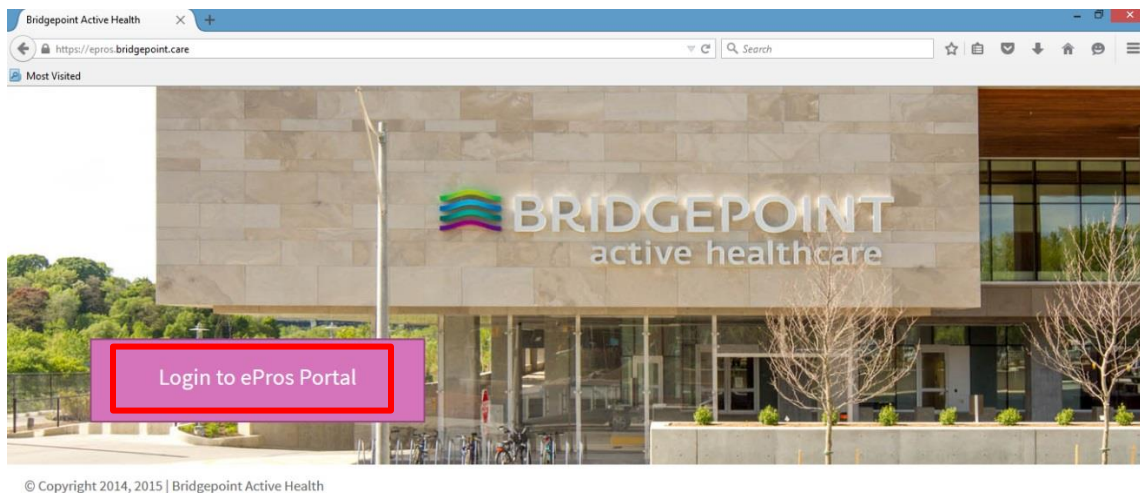 Bridgepoint Active Health
https://epros.bridgepoint.care
Search
Most Visited
BRIDGEPOINT
active healthcare
Login to ePros Portal
© Copyright 2014, 2015 | Bridgepoint Active Health